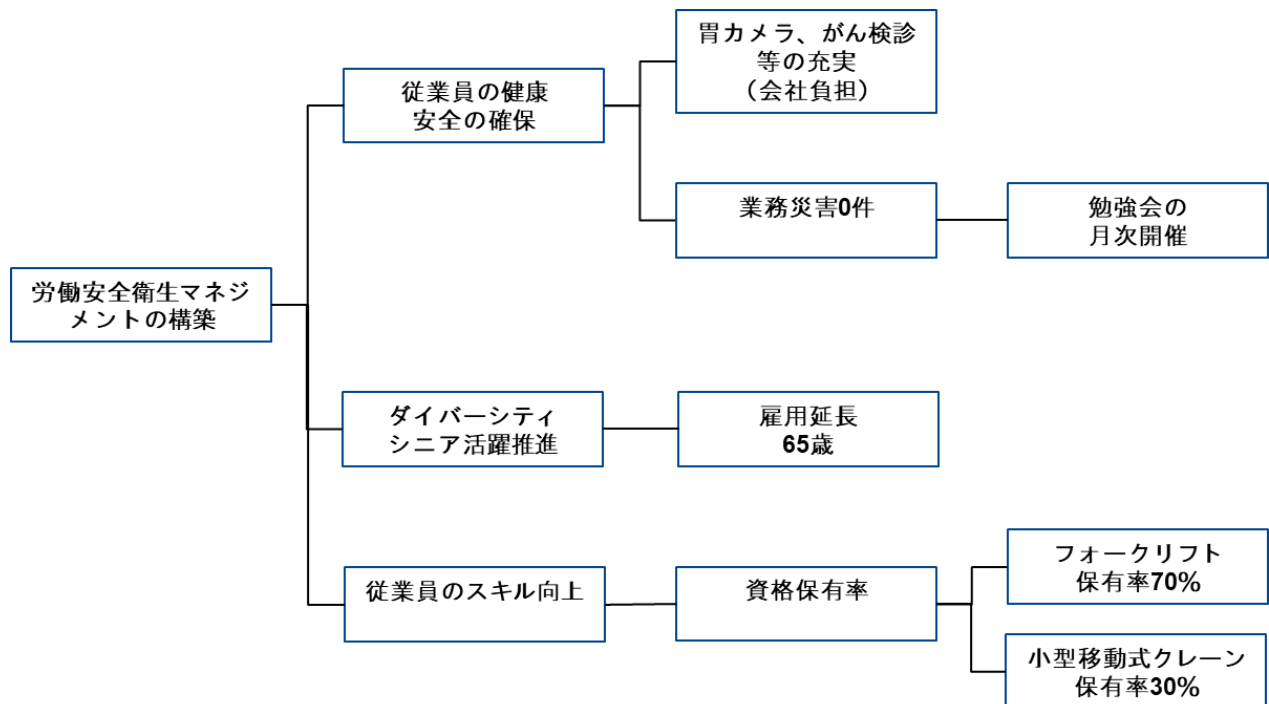 胃カメラ、がん検診
等の充実
（会社負担）
従業員の健康
安全の確保
業務災害0件
勉強会の
月次開催
労働安全衛生マネジ
メントの構築
ダイバーシティ
シニア活躍推進
雇用延長
65歳
従業員のスキル向上
資格保有率
フォークリフト
保有率70%
小型移動式クレーン
保有率30%